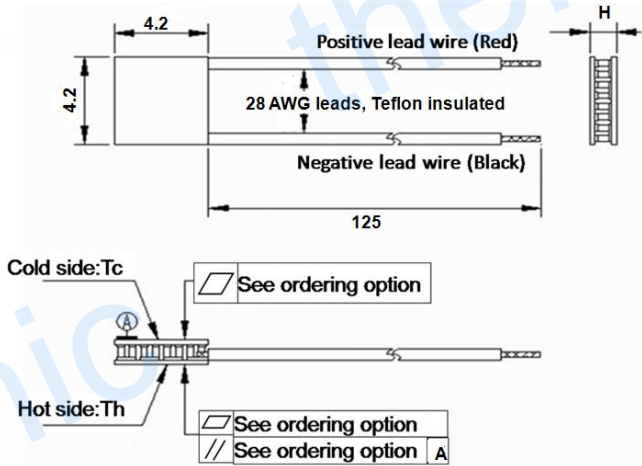 4.2
H
Positive lead wire (Red)
4.2
28 AWG leads, Teflon insulated
Negative lead wire (Black)
125
Cold side:Tc
See ordering option
A
Hot side:Th
See ordering option
// See ordering option A